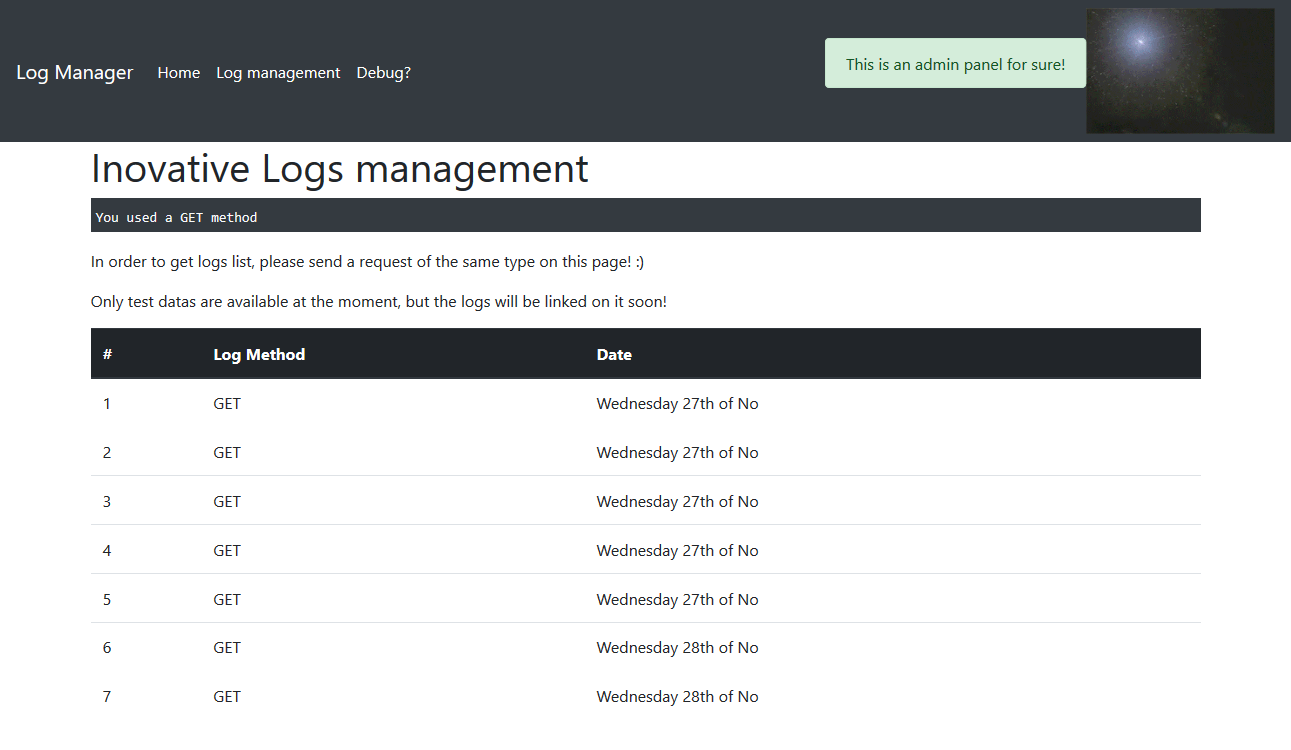 Log Manager Home Log management Debug? This is an admin panel for sure!
Inovative Logs management
You used a GET method
In order to get logs list, please send a request of the same type on this page! :)
Only test datas are available at the moment, but the logs will be linked on it soon!
# Log Method Date
1 GET Wednesday 27th of No
2 GET Wednesday 27th of No
3 GET Wednesday 27th of No
4 GET Wednesday 27th of No
5 GET Wednesday 27th of No
6 GET Wednesday 28th of No
7 GET Wednesday 28th of No